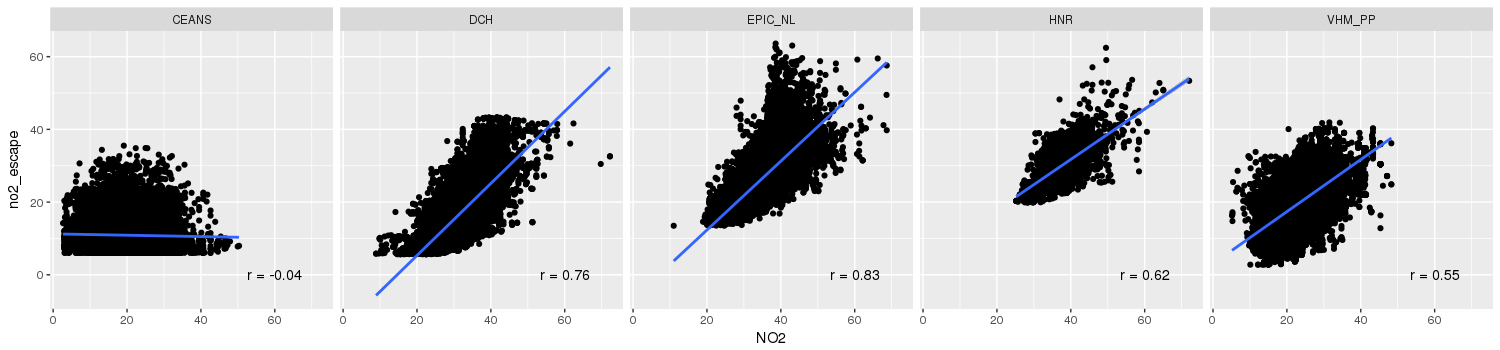 CEANS DCH EPIC_NL HNR VHM_PP
no2_escape
60
40
20
0
r = -0.04 r = 0.76 r = 0.83 r = 0.62 r = 0.55
0 20 40 60 0 20 40 60 0 20 40 60 0 20 40 60 0 20 40 60
NO2